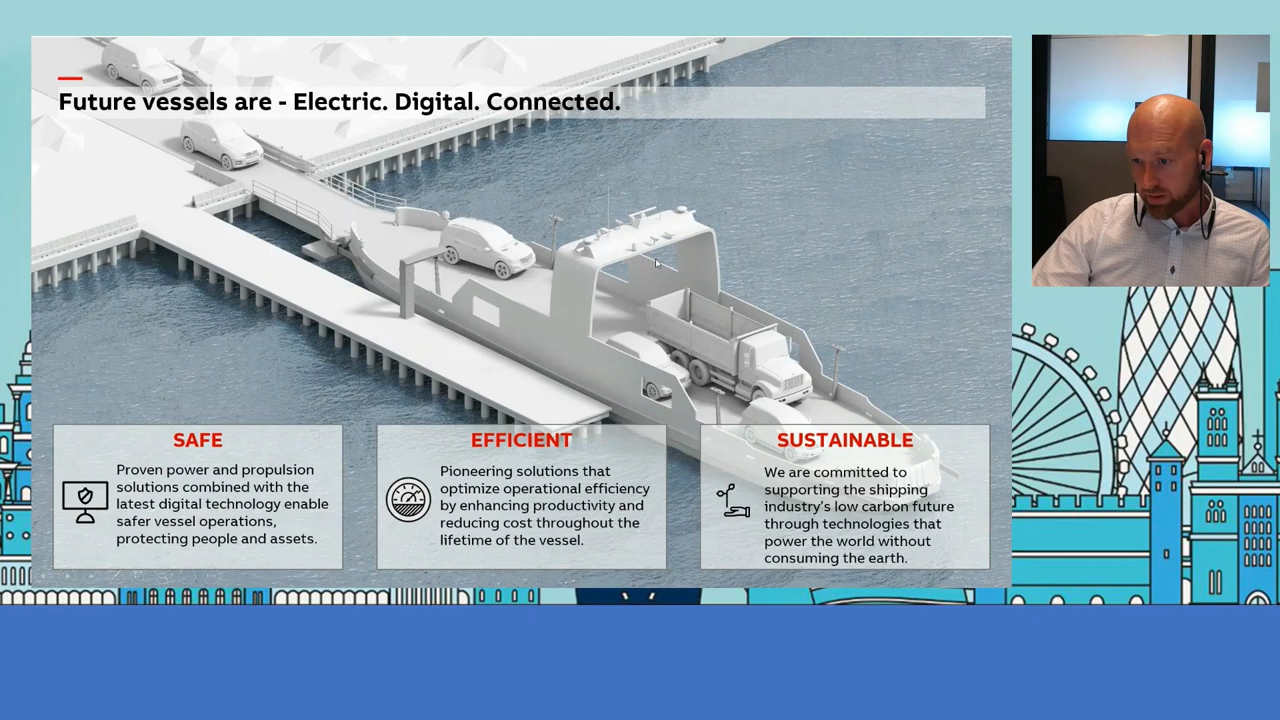 Future vessels are - Electric. Digital. Connected.
SAFE
Proven power and propulsion
solutions combined with the
latest digital technology enable
safer vessel operations,
protecting people and assets.
EFFICIENT
Pioneering solutions that
optimize operational efficiency
by enhancing productivity and
reducing cost throughout the
lifetime of the vessel.
SUSTAINABLE
We are committed to
supporting the shipping
industry's low carbon future
through technologies that
power the world without
consuming the earth.